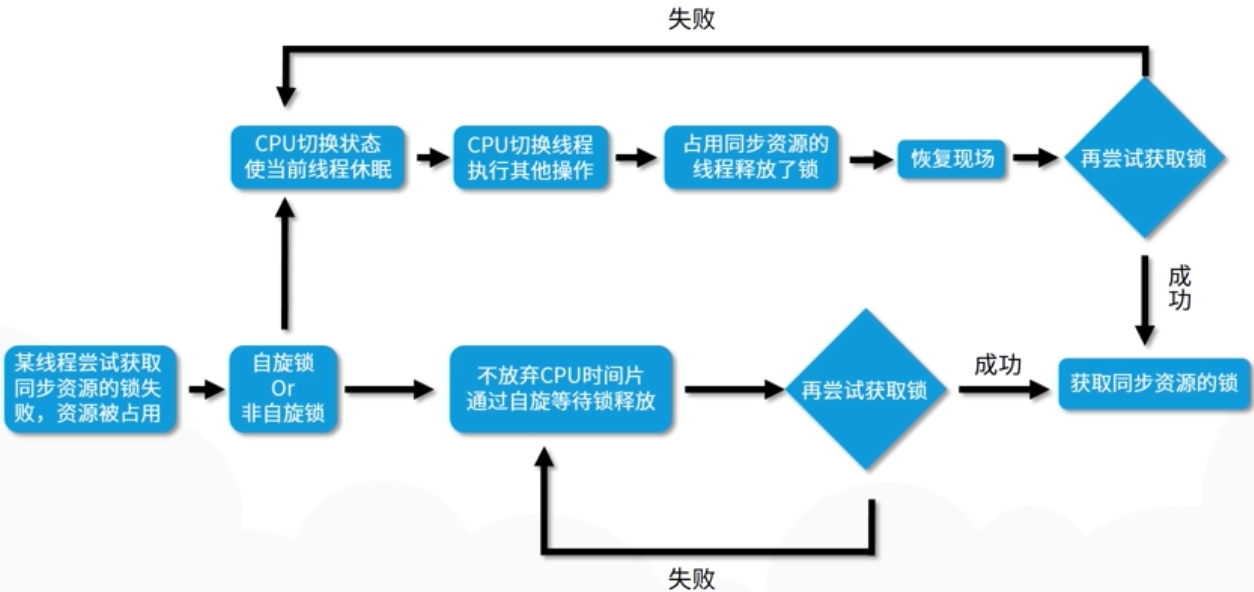 失败
CPU切换状态
使当前线程休眠
CPU切换线程
执行其他操作
占用同步资源的
线程释放了锁
恢复现场
再尝试获取锁
成功
某线程尝试获取
同步资源的锁失
败，资源被占用
自旋锁
Or
非自旋锁
不放弃CPU时间片
通过自旋等待锁释放
再尝试获取锁
成功
获取同步资源的锁
失败